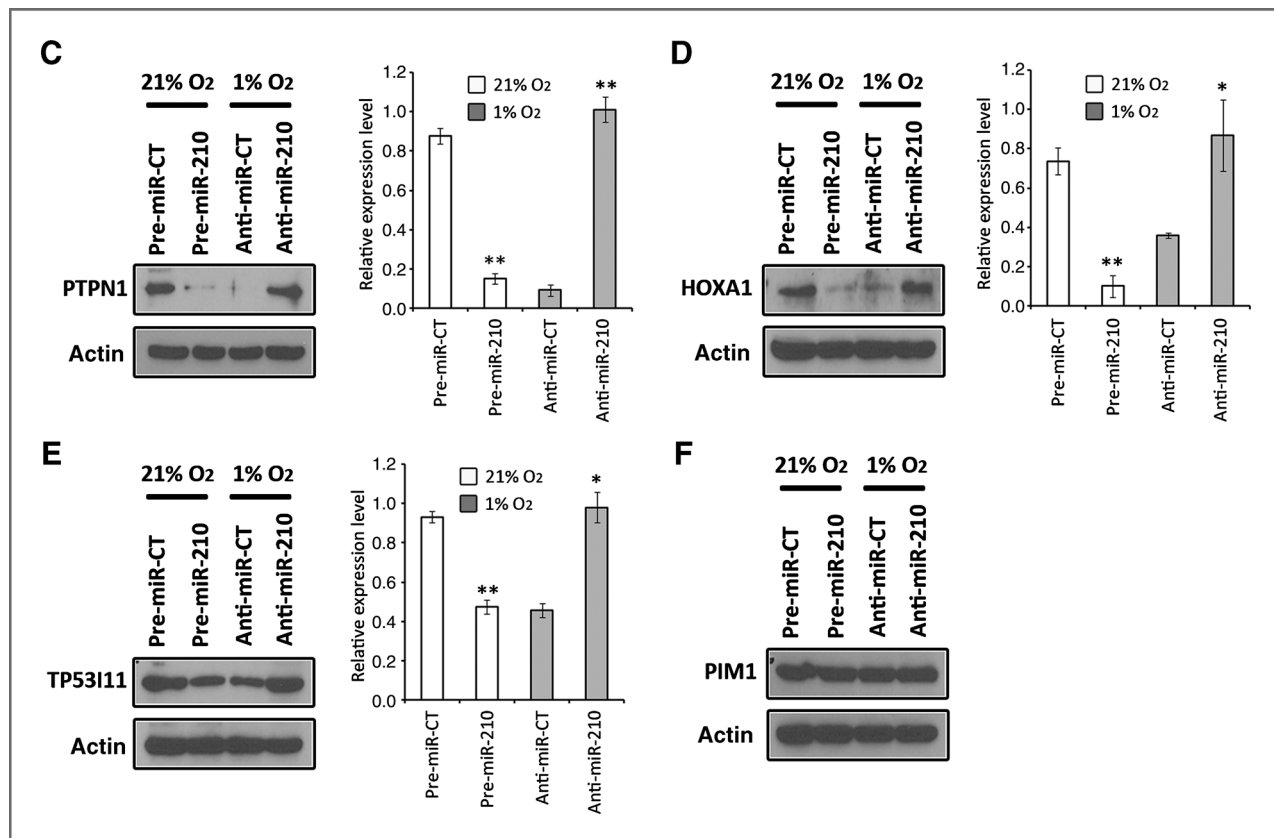 C
21% O2 1% O2
Pre-miR-CT
Pre-miR-210
Anti-miR-CT
Anti-miR-210
PTPN1
Actin
Relative expression level
1.2
1.0
0.8
0.6
0.4
0.2
0.0
21% O2
1% O2
**
**
Pre-miR-CT
Pre-miR-210
Anti-miR-CT
Anti-miR-210
D
21% O2 1% O2
Pre-miR-CT
Pre-miR-210
Anti-miR-CT
Anti-miR-210
HOXA1
Actin
Relative expression level
1.2
1.0
0.8
0.6
0.4
0.2
0.0
21% O2
1% O2
**
*
Pre-miR-CT
Pre-miR-210
Anti-miR-CT
Anti-miR-210
E
21% O2 1% O2
Pre-miR-CT
Pre-miR-210
Anti-miR-CT
Anti-miR-210
TP53I11
Actin
Relative expression level
1.2
1.0
0.8
0.6
0.4
0.2
0.0
21% O2
1% O2
**
*
Pre-miR-CT
Pre-miR-210
Anti-miR-CT
Anti-miR-210
F
21% O2 1% O2
Pre-miR-CT
Pre-miR-210
Anti-miR-CT
Anti-miR-210
PIM1
Actin